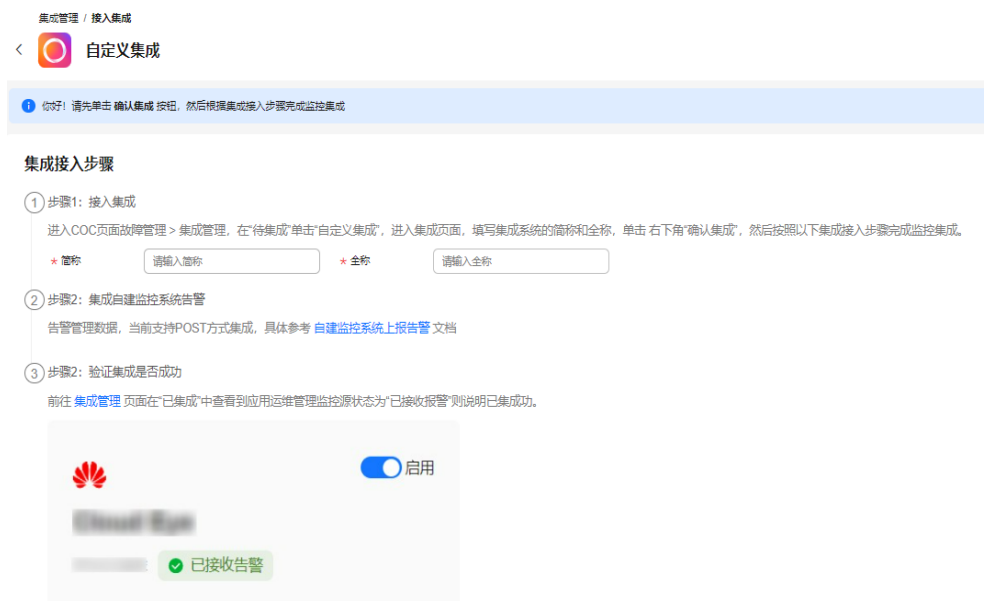 集成管理 / 接入集成
自定义集成
你好！请先单击 确认集成 按钮，然后根据集成接入步骤完成监控集成
集成接入步骤
1 步骤1：接入集成
进入COC页面故障管理 > 集成管理，在“待集成”单击“自定义集成”，进入集成页面，填写集成系统的简称和全称，单击 右下角“确认集成”，然后按照以下集成接入步骤完成监控集成。
* 简称 请输入简称 * 全称 请输入全称
2 步骤2：集成自建监控系统告警
告警管理数据，当前支持POST方式集成，具体参考 自建监控系统上报告警 文档
3 步骤2：验证集成是否成功
前往 集成管理 页面在“已集成”中查看到应用运维管理监控源状态为“已接收报警”则说明已集成功。
启用
已接收告警